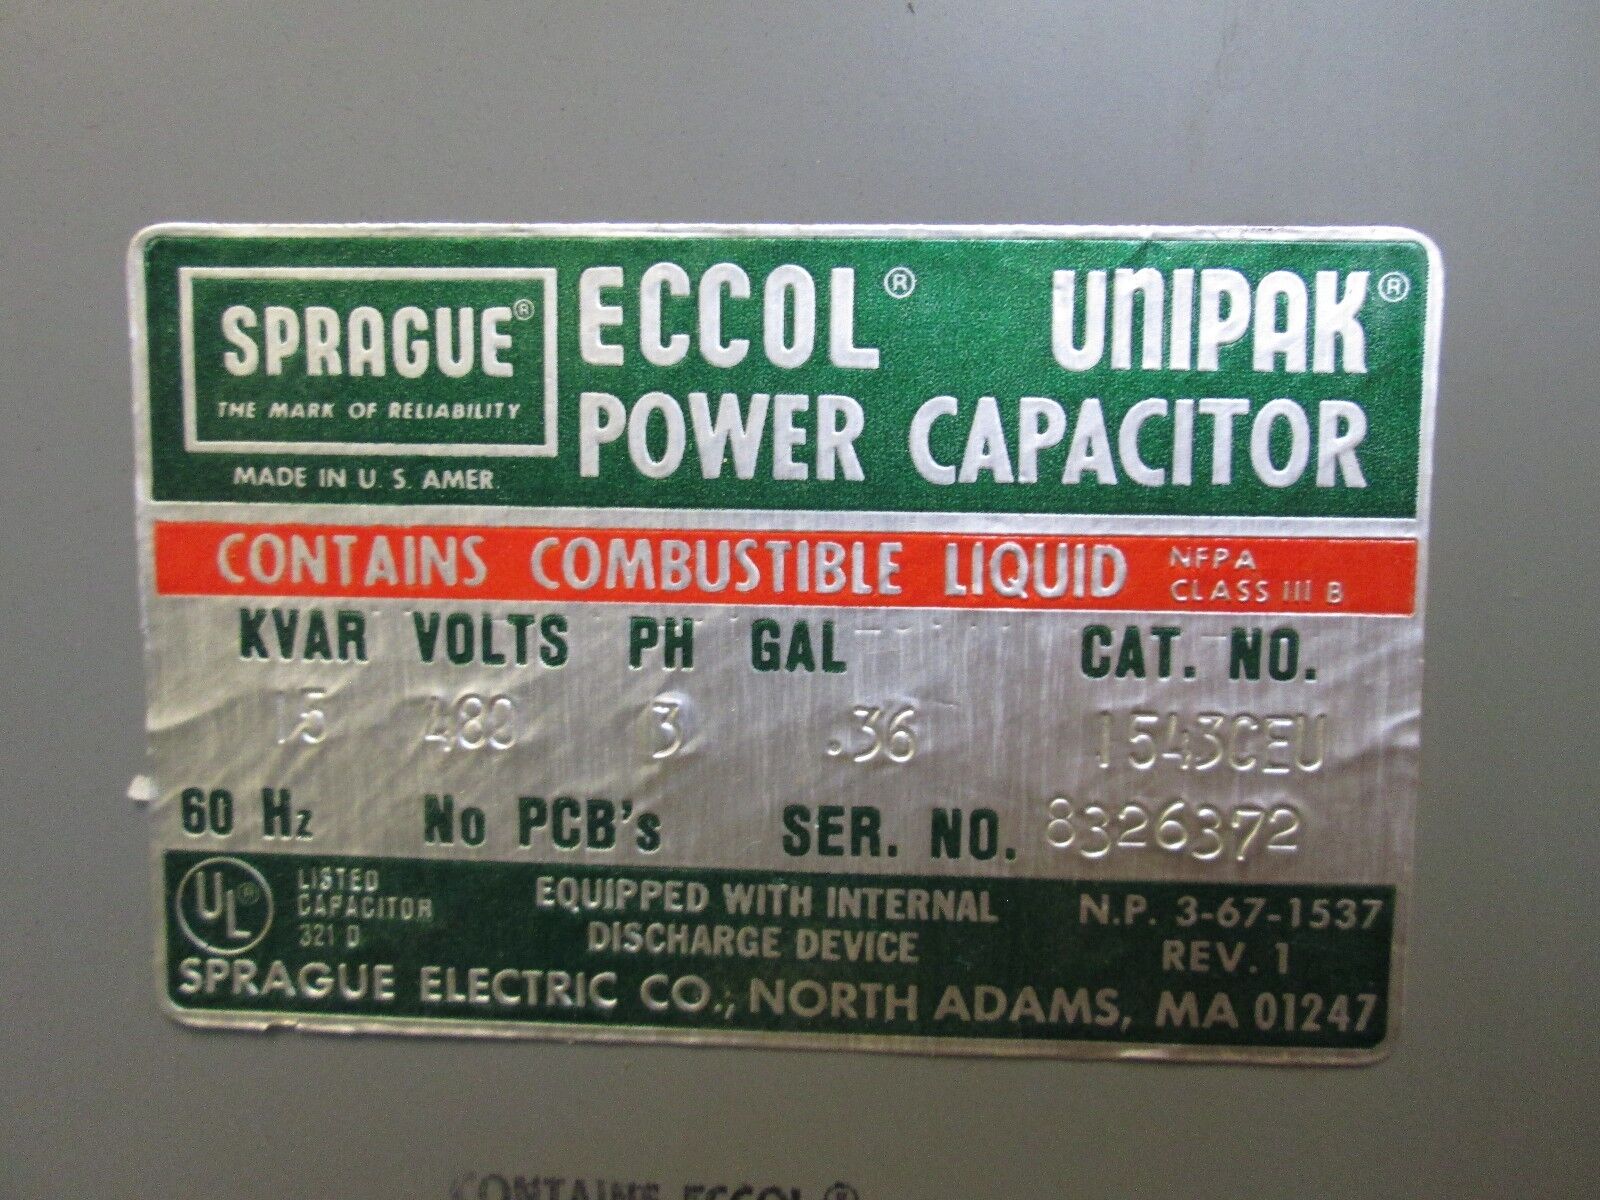 SPRAGUE®
THE MARK OF RELIABILITY
MADE IN U. S. AMER.
ECCOL® UNIPAK®
POWER CAPACITOR
CONTAINS COMBUSTIBLE LIQUID NFPA CLASS III B
KVAR VOLTS PH GAL CAT. NO.
15 480 3 .36 1543CEU
60 Hz No PCB's SER. NO. 8326372
UL® LISTED CAPACITOR 321 D
EQUIPPED WITH INTERNAL
DISCHARGE DEVICE
N.P. 3-67-1537
REV. 1
SPRAGUE ELECTRIC CO., NORTH ADAMS, MA 01247
CONTAINS ECCOL®